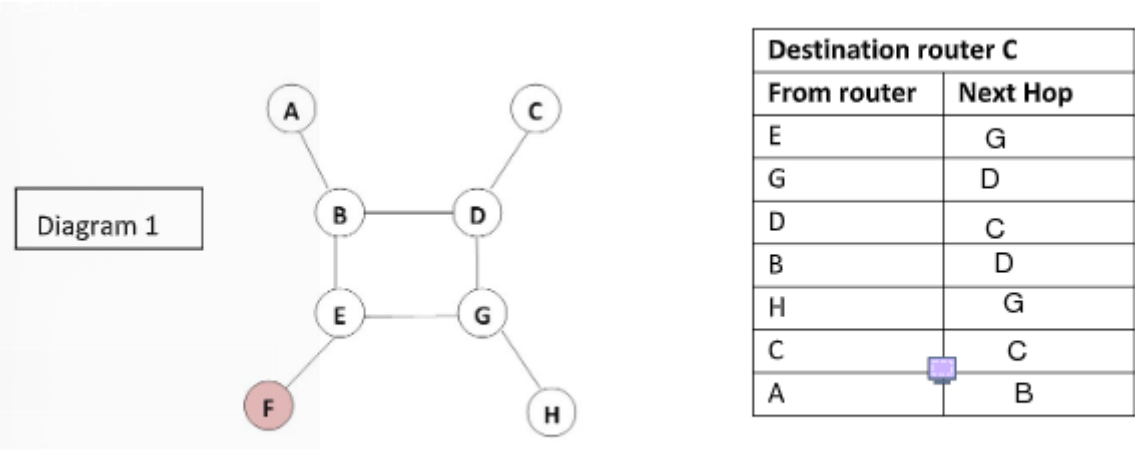 Diagram 1
A
C
B
D
E
G
F
H
Destination router C
From router Next Hop
E G
G D
D C
B D
H G
C C
A B